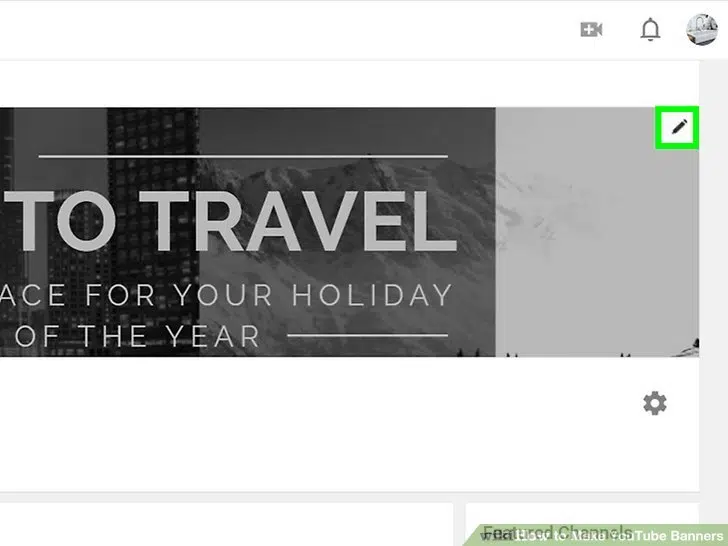 TO TRAVEL
ACE FOR YOUR HOLIDAY
OF THE YEAR
Featured Channels
wikiHow to Make YouTube Banners